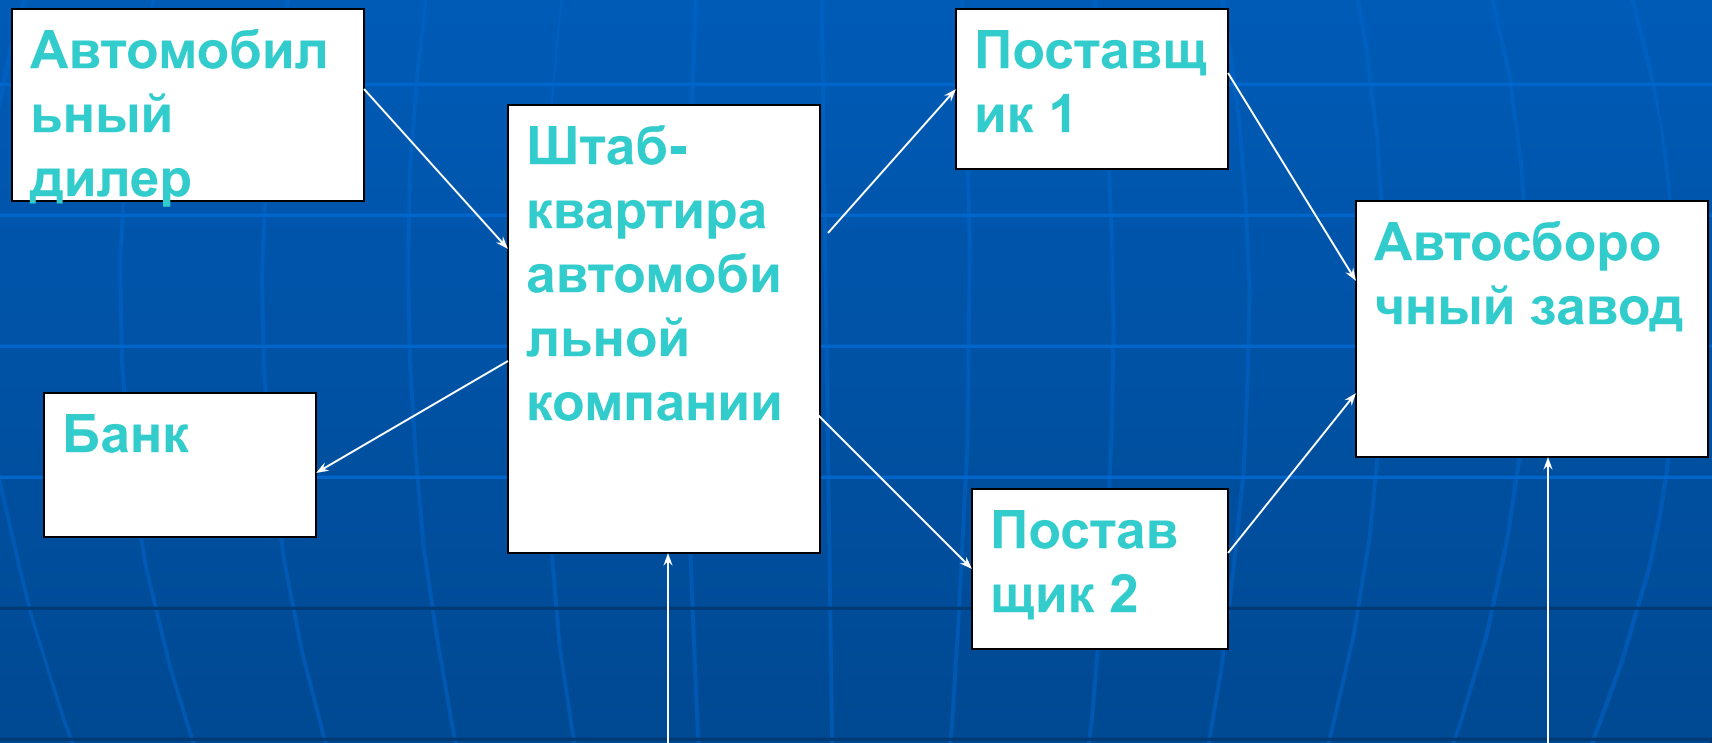 Автомобил
ьный
дилер
Банк
Штаб-
квартира
автомоби
льной
компании
Поставщ
ик 1
Постав
щик 2
Автосборо
чный завод